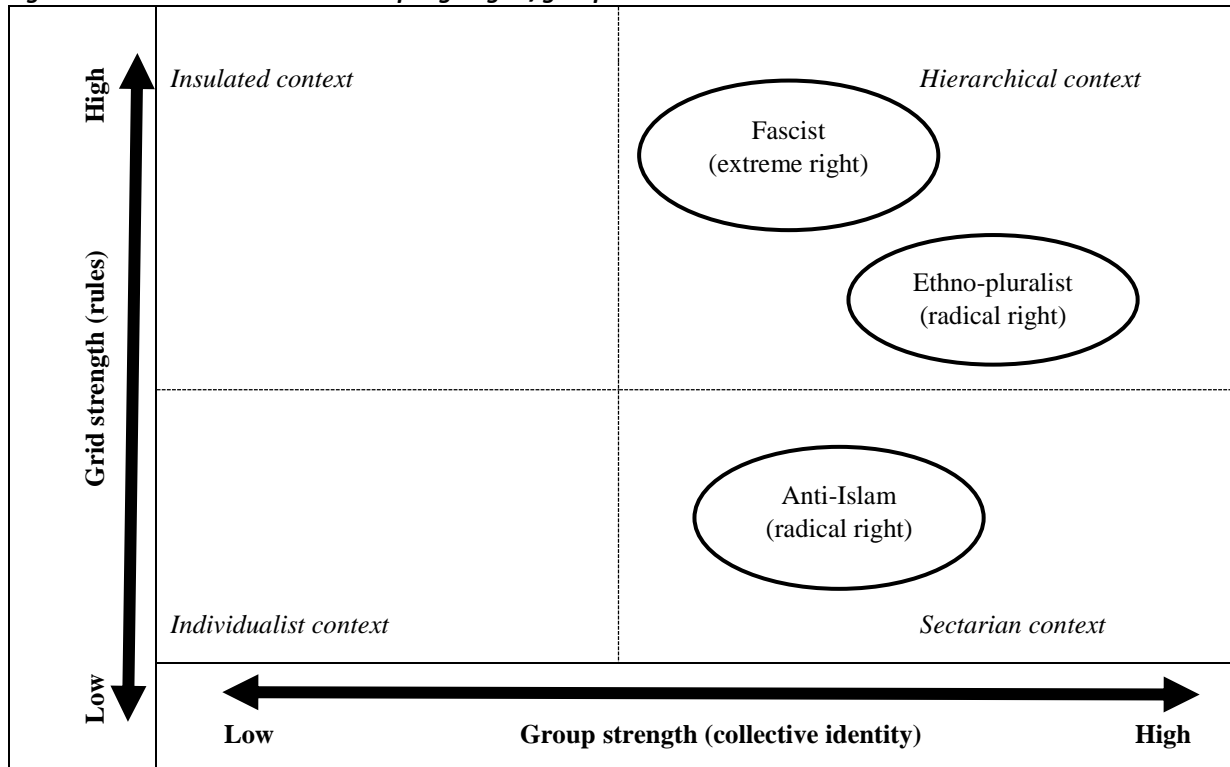 High
Insulated context
Hierarchical context
Fascist
(extreme right)
Ethno-pluralist
(radical right)
Grid strength (rules)
Anti-Islam
(radical right)
Individualist context
Sectarian context
Low
Low
Group strength (collective identity)
High